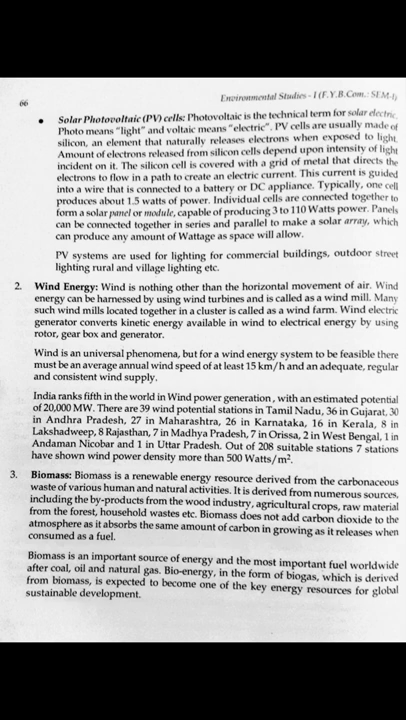 66
Environmental Studies - I (F.Y.B.Com.: SEM-I)
• Solar Photovoltaic (PV) cells: Photovoltaic is the technical term for solar electric.
Photo means "light" and voltaic means "electric". PV cells are usually made of
silicon, an element that naturally releases electrons when exposed to light.
Amount of electrons released from silicon cells depend upon intensity of light
incident on it. The silicon cell is covered with a grid of metal that directs the
electrons to flow in a path to create an electric current. This current is guided
into a wire that is connected to a battery or DC appliance. Typically, one cell
produces about 1.5 watts of power. Individual cells are connected together to
form a solar panel or module, capable of producing 3 to 110 Watts power. Panels
can be connected together in series and parallel to make a solar array, which
can produce any amount of Wattage as space will allow.
PV systems are used for lighting for commercial buildings, outdoor street
lighting rural and village lighting etc.
2. Wind Energy: Wind is nothing other than the horizontal movement of air. Wind
energy can be harnessed by using wind turbines and is called as a wind mill. Many
such wind mills located together in a cluster is called as a wind farm. Wind electric
generator converts kinetic energy available in wind to electrical energy by using
rotor, gear box and generator.
Wind is an universal phenomena, but for a wind energy system to be feasible there
must be an average annual wind speed of at least 15 km/h and an adequate, regular
and consistent wind supply.
India ranks fifth in the world in Wind power generation, with an estimated potential
of 20,000 MW. There are 39 wind potential stations in Tamil Nadu, 36 in Gujarat, 30
in Andhra Pradesh, 27 in Maharashtra, 26 in Karnataka, 16 in Kerala, 8 in
Lakshadweep, 8 Rajasthan, 7 in Madhya Pradesh, 7 in Orissa, 2 in West Bengal, 1 in
Andaman Nicobar and 1 in Uttar Pradesh. Out of 208 suitable stations 7 stations
have shown wind power density more than 500 Watts/m².
3. Biomass: Biomass is a renewable energy resource derived from the carbonaceous
waste of various human and natural activities. It is derived from numerous sources,
including the by-products from the wood industry, agricultural crops, raw material
from the forest, household wastes etc. Biomass does not add carbon dioxide to the
atmosphere as it absorbs the same amount of carbon in growing as it releases when
consumed as a fuel.
Biomass is an important source of energy and the most important fuel worldwide
after coal, oil and natural gas. Bio-energy, in the form of biogas, which is derived
from biomass, is expected to become one of the key energy resources for global
sustainable development.